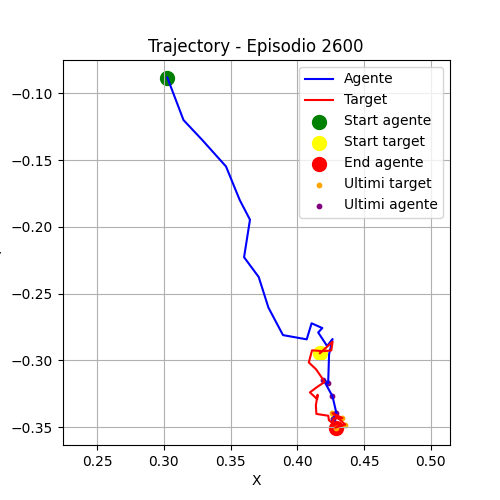 Trajectory - Episodio 2600
Agente
Target
Start agente
Start target
End agente
Ultimi target
Ultimi agente
−0.10
−0.15
−0.20
−0.25
−0.30
−0.35
0.25
0.30
0.35
0.40
0.45
0.50
X